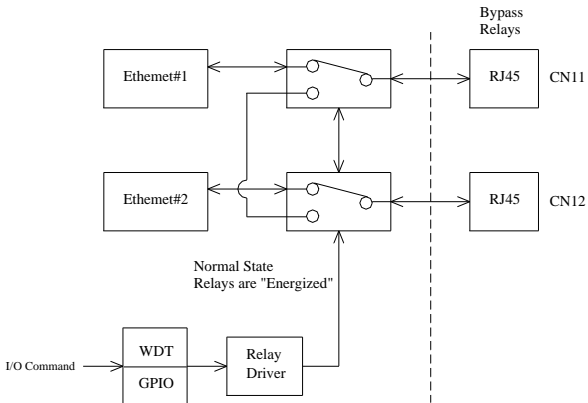 Bypass
Relays
Ethemet#1
RJ45
CN11
Ethemet#2
RJ45
CN12
Normal State
Relays are "Energized"
I/O Command
WDT
GPIO
Relay
Driver